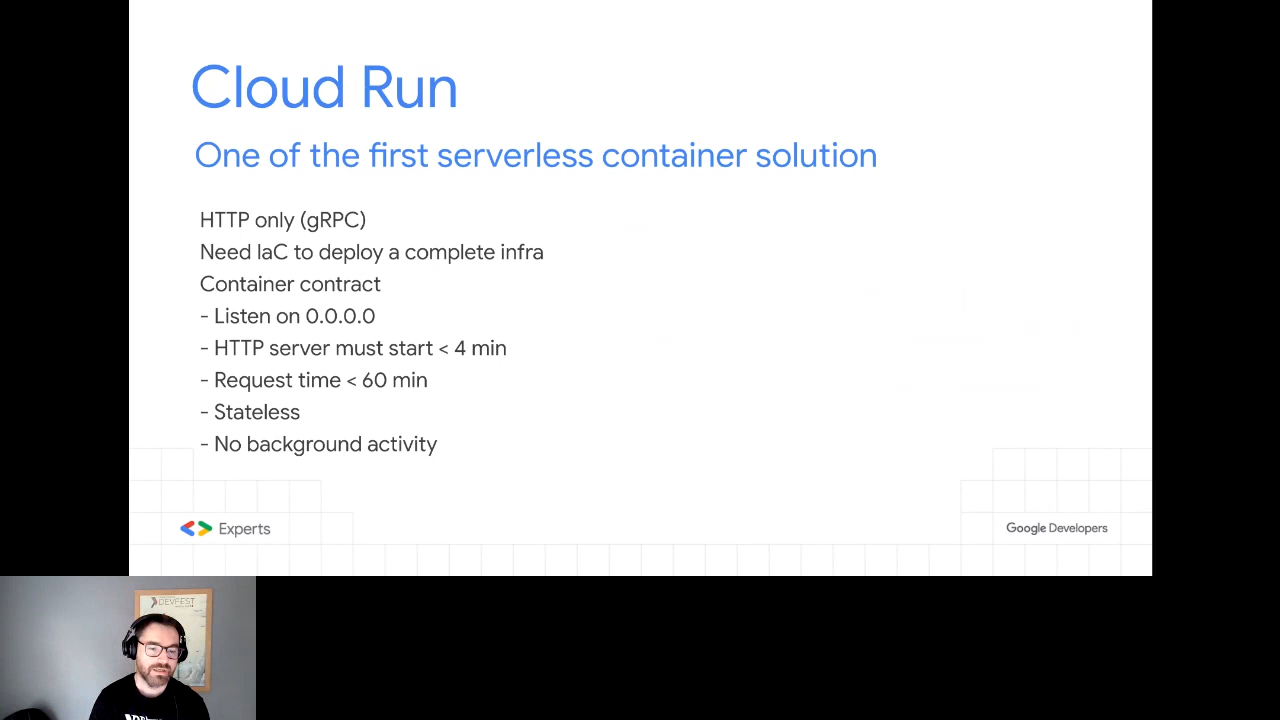 Cloud Run
One of the first serverless container solution
HTTP only (gRPC)
Need IaC to deploy a complete infra
Container contract
- Listen on 0.0.0.0
- HTTP server must start < 4 min
- Request time < 60 min
- Stateless
- No background activity
Experts
Google Developers
DEVFEST